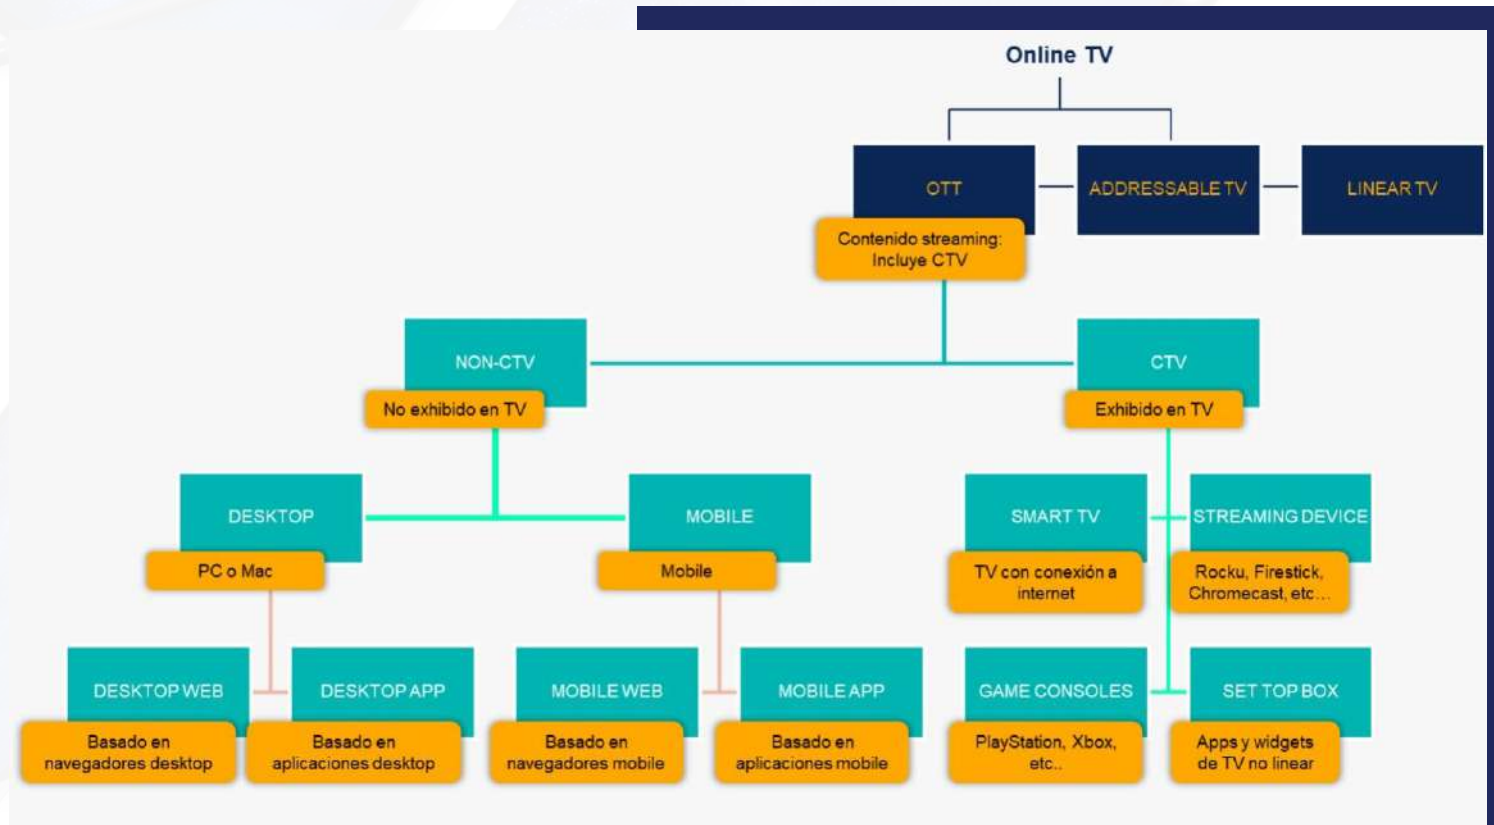 Online TV
OTT
ADDRESSABLE TV
LINEAR TV
Contenido streaming:
Incluye CTV
NON-CTV
No exhibido en TV
CTV
Exhibido en TV
DESKTOP
PC o Mac
MOBILE
Mobile
SMART TV
TV con conexión a
internet
STREAMING DEVICE
Rocku, Firestick,
Chromecast, etc...
DESKTOP WEB
Basado en
navegadores desktop
DESKTOP APP
Basado en
aplicaciones desktop
MOBILE WEB
Basado en
navegadores mobile
MOBILE APP
Basado en
aplicaciones mobile
GAME CONSOLES
PlayStation, Xbox,
etc..
SET TOP BOX
Apps y widgets
de TV no linear